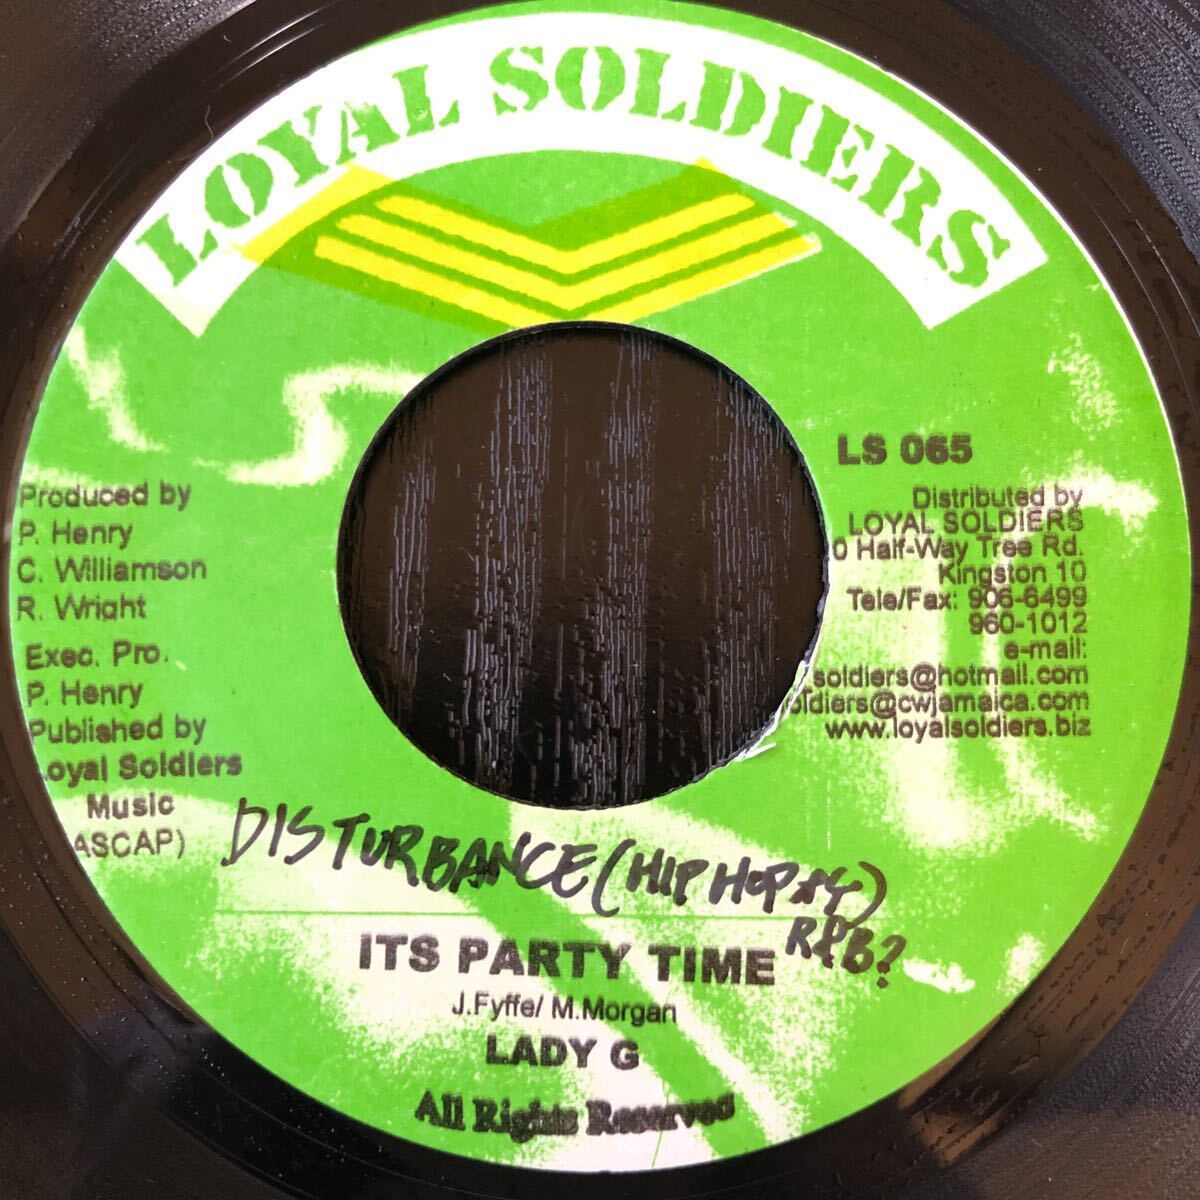 LOYAL SOLDIERS
LS 065
Produced by
P. Henry
C. Williamson
R. Wright
Exec. Pro.
P. Henry
Published by
oyal Soldiers
Music
ASCAP)
Distributed by
LOYAL SOLDIERS
0 Half-Way Tree Rd.
Kingston 10
Tele/Fax: 906-6499
960-1012
e-mail:
soldiers@hotmail.com
oldiers@cwjamaica.com
www.loyalsoldiers.biz
DISTURBANCE (HIP HOP
R&B?
ITS PARTY TIME
J.Fyffe/ M.Morgan
LADY G
All Rights Reserved